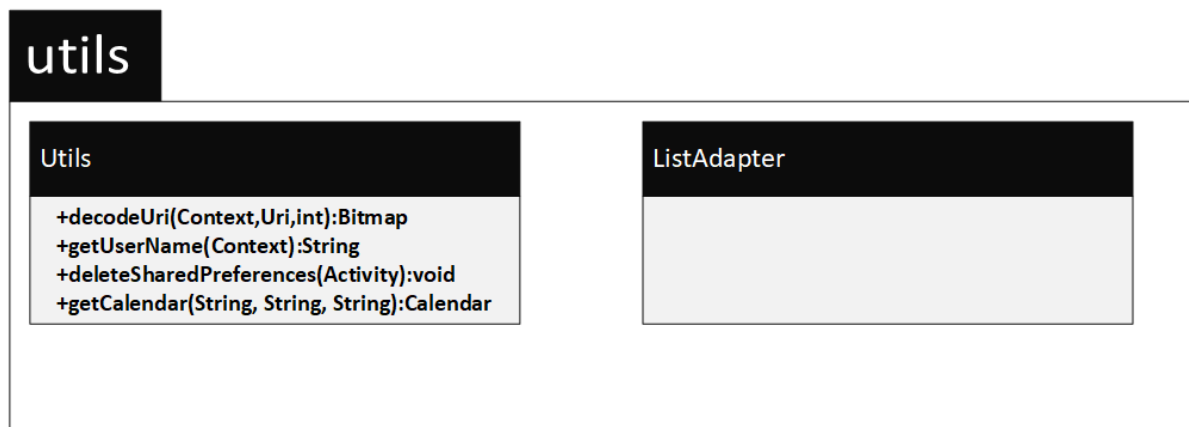 utils
Utils
+decodeUri(Context,Uri,int):Bitmap
+getUserName(Context):String
+deleteSharedPreferences(Activity):void
+getCalendar(String, String, String):Calendar
ListAdapter